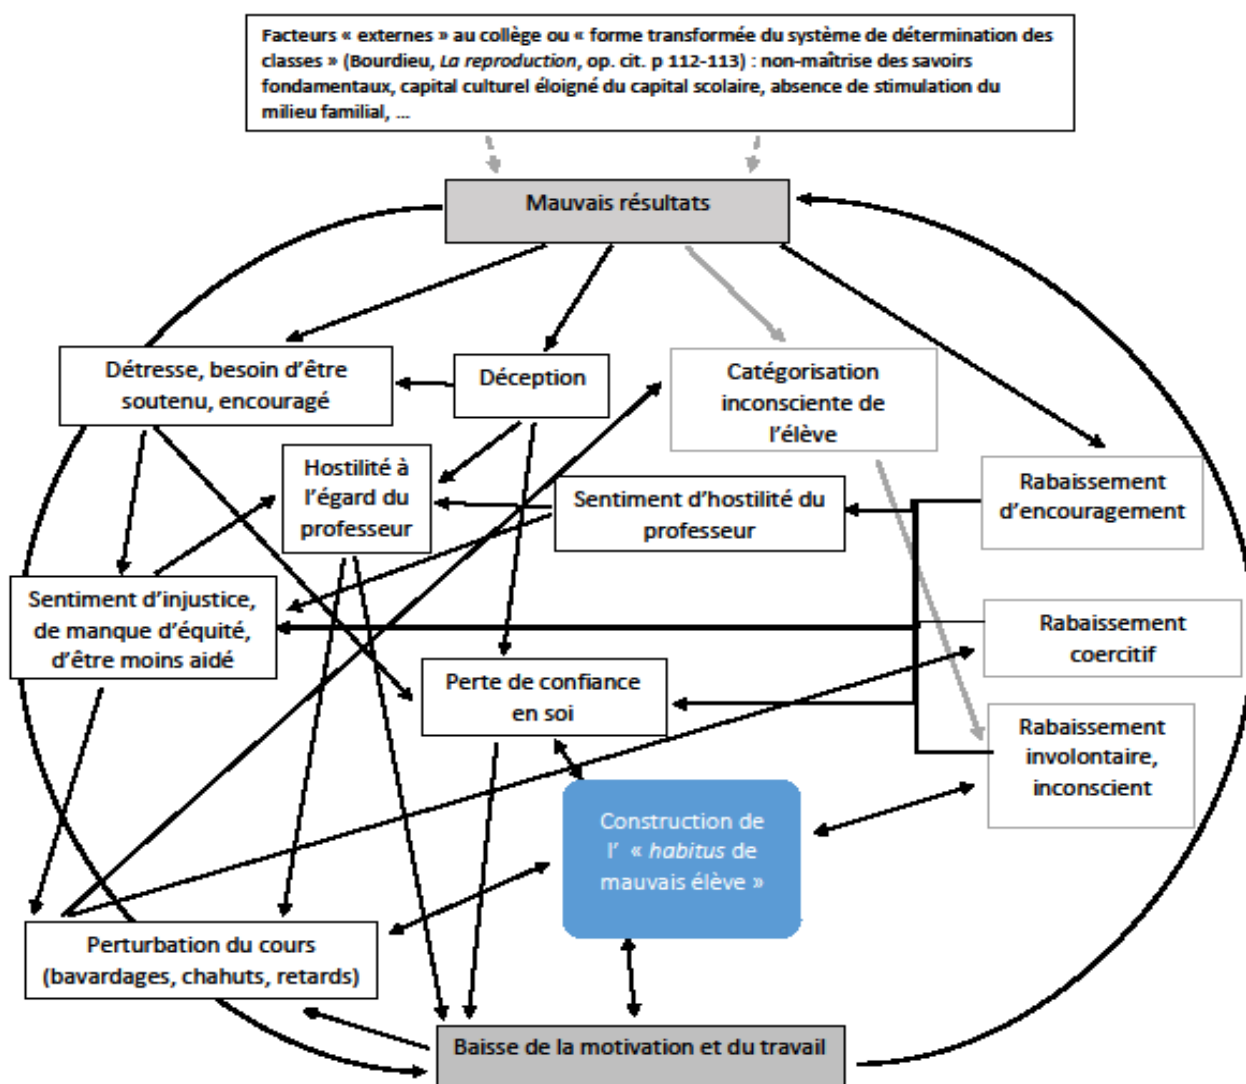 Facteurs « externes » au collège ou « forme transformée du système de détermination des
classes » (Bourdieu, La reproduction, op. cit. p 112-113) : non-maîtrise des savoirs
fondamentaux, capital culturel éloigné du capital scolaire, absence de stimulation du
milieu familial, ...
Mauvais résultats
Détresse, besoin d'être
soutenu, encouragé
Déception
Catégorisation
inconsciente de
l'élève
Hostilité à
l'égard du
professeur
Sentiment d'hostilité du
professeur
Rabaissement
d'encouragement
Sentiment d'injustice,
de manque d'équité,
d'être moins aidé
Rabaissement
coercitif
Perte de confiance
en soi
Rabaissement
involontaire,
inconscient
Construction de
l' « habitus de
mauvais élève »
Perturbation du cours
(bavardages, chahuts, retards)
Baisse de la motivation et du travail